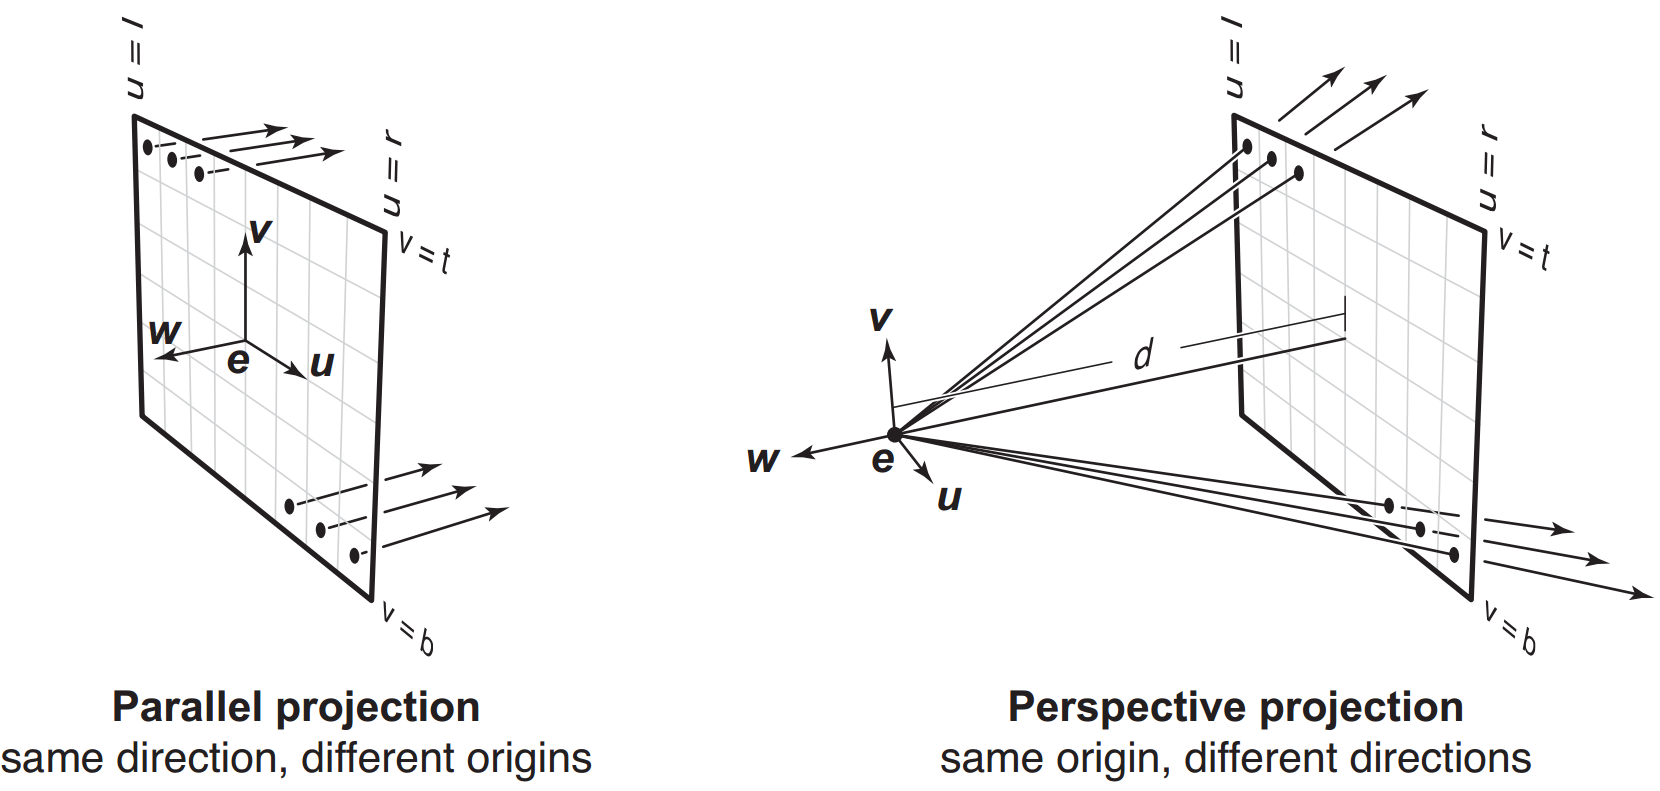 u = l
u = r
v = t
v
w
e
u
v = b
Parallel projection
same direction, different origins
u = l
u = r
v = t
v
d
w
e
u
v = b
Perspective projection
same origin, different directions